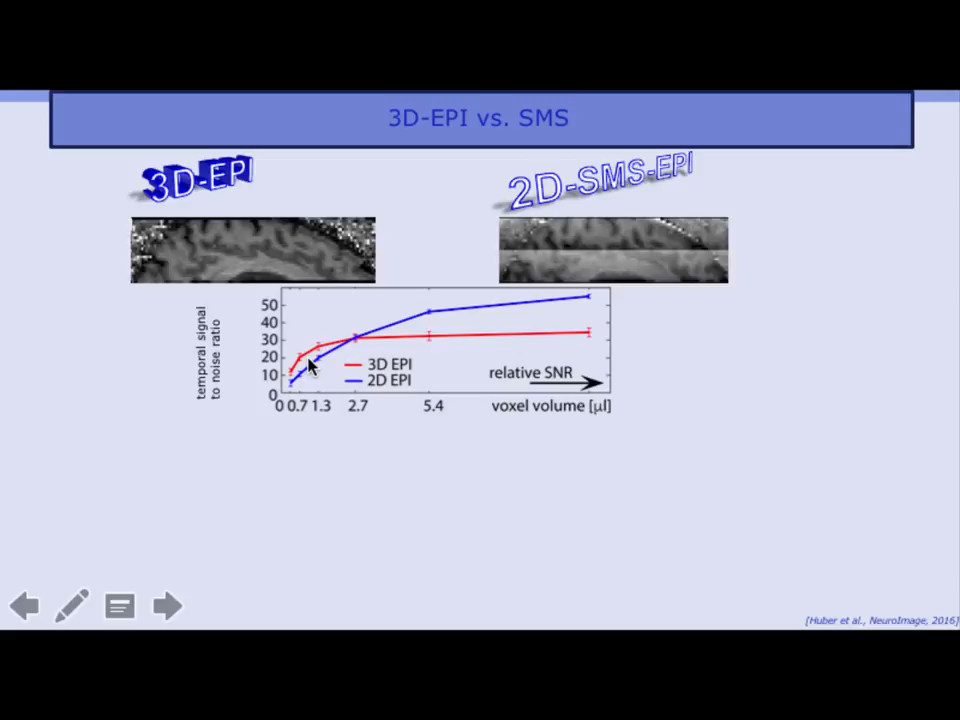 3D-EPI vs. SMS
3D-EPI
2D-SMS-EPI
temporal signal
to noise ratio
50
40
30
20
10
0
3D EPI
2D EPI
relative SNR
0 0.7 1.3 2.7 5.4 voxel volume [µl]
[Huber et al., NeuroImage, 2016]